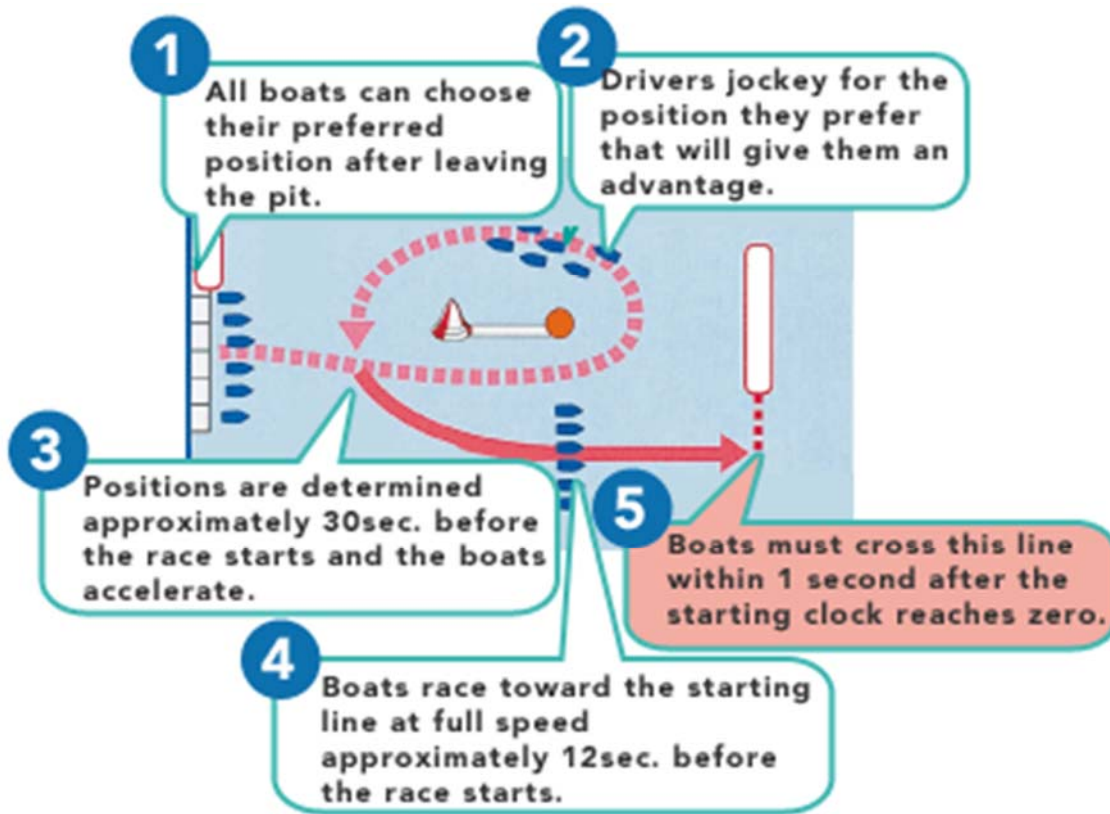 1
All boats can choose
their preferred
position after leaving
the pit.
2
Drivers jockey for the
position they prefer
that will give them an
advantage.
3
Positions are determined
approximately 30sec. before
the race starts and the boats
accelerate.
4
Boats race toward the starting
line at full speed
approximately 12sec. before
the race starts.
5
Boats must cross this line
within 1 second after the
starting clock reaches zero.